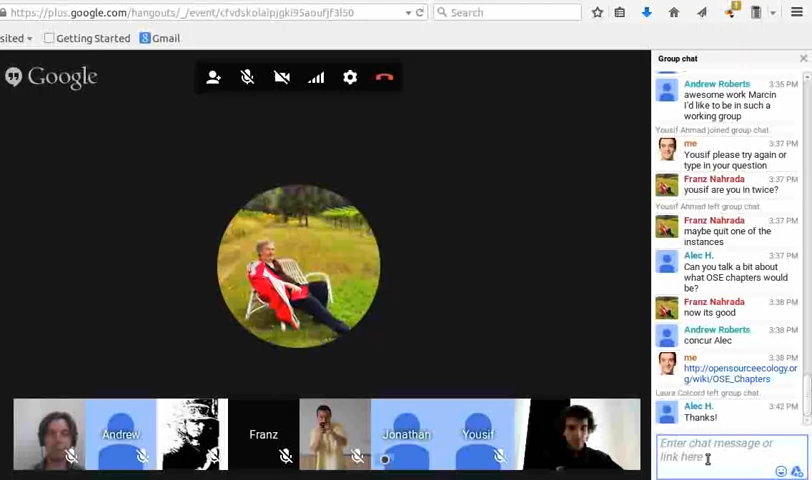 https://plus.google.com/hangouts/_/event/cfvdskolaipjgki95aoufjf3l50
Search
sited
Getting Started
Gmail
Google
Group chat
Andrew Roberts 3:35 PM
awesome work Marcin
I'd like to be in such a
working group
Yousif Ahmad joined group chat.
me 3:37 PM
Yousif please try again or
type in your question
Franz Nahrada 3:37 PM
yousif are you in twice?
Yousif Ahmed left group chat.
Franz Nahrada 3:37 PM
maybe quit one of the
instances
Alec H. 3:37 PM
Can you talk a bit about
what OSE chapters would
be?
Franz Nahrada 3:38 PM
now its good
Andrew Roberts 3:38 PM
concur Alec
me 3:38 PM
http://opensourceecology.or
g/wiki/OSE_Chapters
Laura Colcord left group chat.
Alec H. 3:42 PM
Thanks!
Enter chat message or
link here
Andrew
Franz
Jonathan
Yousif